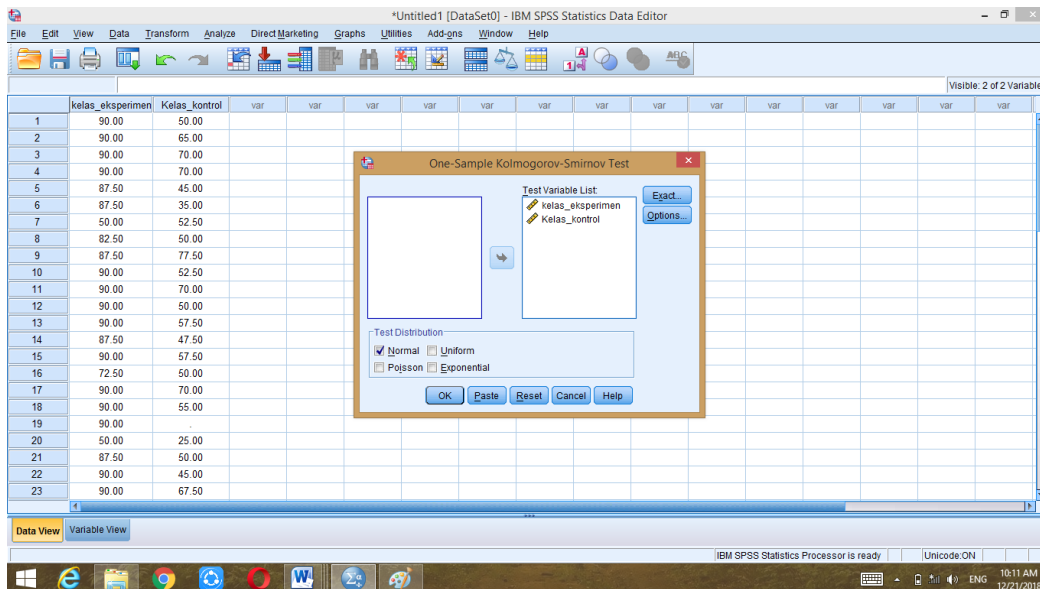 *Untitled1 [DataSet0] - IBM SPSS Statistics Data Editor
File Edit View Data Transform Analyze Direct Marketing Graphs Utilities Add-ons Window Help
Visible: 2 of 2 Variable
kelas_eksperimen Kelas_kontrol var var var var var var var var var var var var var var
1 90.00 50.00
2 90.00 65.00
3 90.00 70.00
4 90.00 70.00
5 87.50 45.00
6 87.50 35.00
7 50.00 52.50
8 82.50 50.00
9 87.50 77.50
10 90.00 52.50
11 90.00 70.00
12 90.00 50.00
13 90.00 57.50
14 87.50 47.50
15 90.00 57.50
16 72.50 50.00
17 90.00 70.00
18 90.00 55.00
19 90.00 .
20 50.00 25.00
21 87.50 50.00
22 90.00 45.00
23 90.00 67.50
One-Sample Kolmogorov-Smirnov Test
Test Variable List:
kelas_eksperimen
Kelas_kontrol
Exact...
Options...
Test Distribution
Normal Uniform
Poisson Exponential
OK Paste Reset Cancel Help
Data View Variable View
IBM SPSS Statistics Processor is ready Unicode:ON
ENG 10:11 AM
12/21/2018